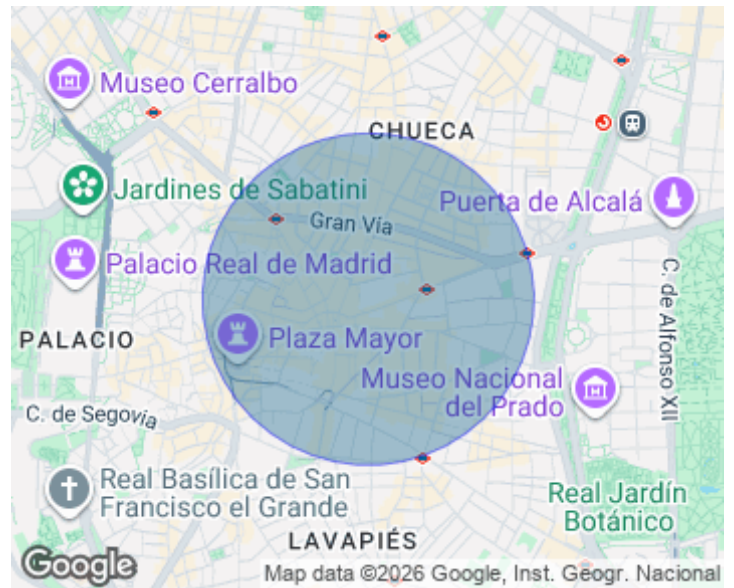 CHUECA
Museo Cerralbo
Jardines de Sabatini
Puerta de Alcalá
Gran Vía
Palacio Real de Madrid
C. de Alfonso XII
PALACIO
Plaza Mayor
Museo Nacional
del Prado
C. de Segovia
Real Basílica de San
Francisco el Grande
Real Jardín
Botánico
LAVAPIÉS
Google
Map data ©2026 Google, Inst. Geogr. Nacional